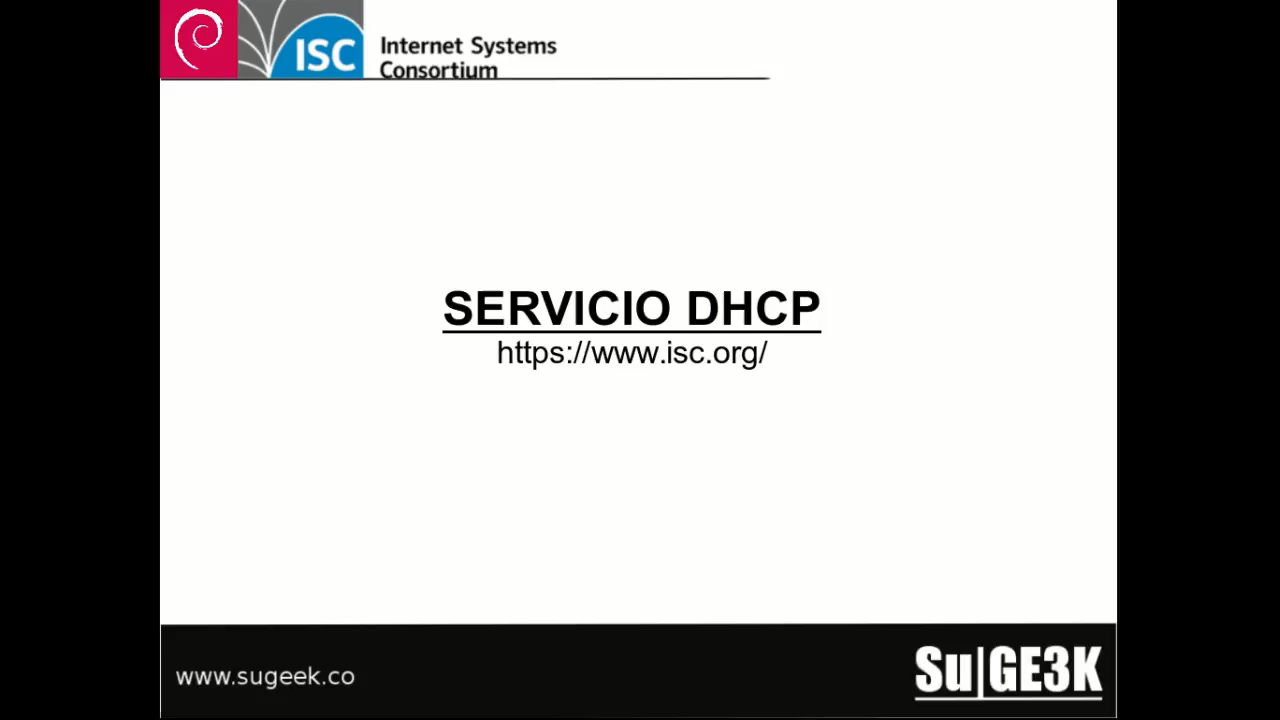 ISC
Internet Systems
Consortium
SERVICIO DHCP
https://www.isc.org/
www.sugeek.co
Su|GE3K